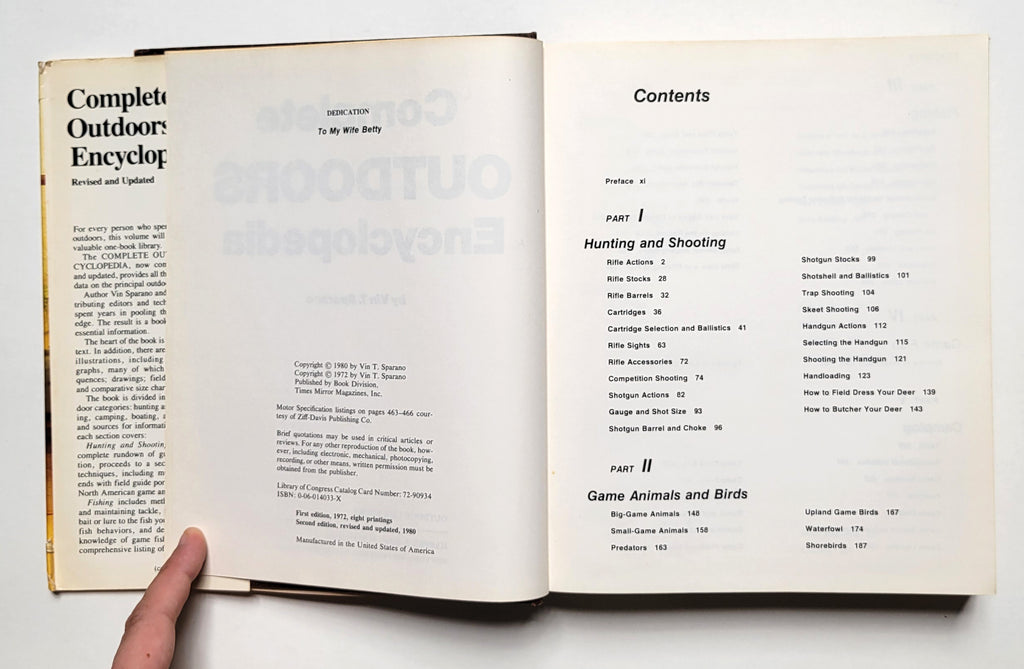 Complete
Outdoors
Encyclop
Revised and Updated
For every person who spe
outdoors, this volume will
valuable one-book library.
The COMPLETE OU
CYCLOPEDIA, now com
and updated, provides all th
data on the principal outdo
Author Vin Sparano and
tributing editors and tech
spent years in pooling th
edge. The result is a book
essential information.
The heart of the book is
text. In addition, there are
illustrations, including
graphs, many of which
quences; drawings; field
and comparative size char
The book is divided in
door categories: hunting a
ing, camping, boating, a
and sources for informati
each section covers:
Hunting and Shooting
complete rundown of gu
tion, proceeds to a sec
techniques, including m
ends with field guide por
North American game an
Fishing includes met
and maintaining tackle,
bait or lure to the fish yo
fish behaviors, and de
knowledge of game fis
comprehensive listing of
DEDICATION
To My Wife Betty
Copyright © 1980 by Vin T. Sparano
Copyright © 1972 by Vin T. Sparano
Published by Book Division,
Times Mirror Magazines, Inc.
Motor Specification listings on pages 463–466 cour-
tesy of Ziff-Davis Publishing Co.
Brief quotations may be used in critical articles or
reviews. For any other reproduction of the book, how-
ever, including electronic, mechanical, photocopying,
recording, or other means, written permission must be
obtained from the publisher.
Library of Congress Catalog Card Number: 72-90934
ISBN: 0-06-014033-X
First edition, 1972, eight printings
Second edition, revised and updated, 1980
Manufactured in the United States of America
Contents
Preface xi
PART I
Hunting and Shooting
Rifle Actions 2
Rifle Stocks 28
Rifle Barrels 32
Cartridges 36
Cartridge Selection and Ballistics 41
Rifle Sights 63
Rifle Accessories 72
Competition Shooting 74
Shotgun Actions 82
Gauge and Shot Size 93
Shotgun Barrel and Choke 96
Shotgun Stocks 99
Shotshell and Ballistics 101
Trap Shooting 104
Skeet Shooting 106
Handgun Actions 112
Selecting the Handgun 115
Shooting the Handgun 121
Handloading 123
How to Field Dress Your Deer 139
How to Butcher Your Deer 143
PART II
Game Animals and Birds
Big-Game Animals 148
Small-Game Animals 158
Predators 163
Upland Game Birds 167
Waterfowl 174
Shorebirds 187